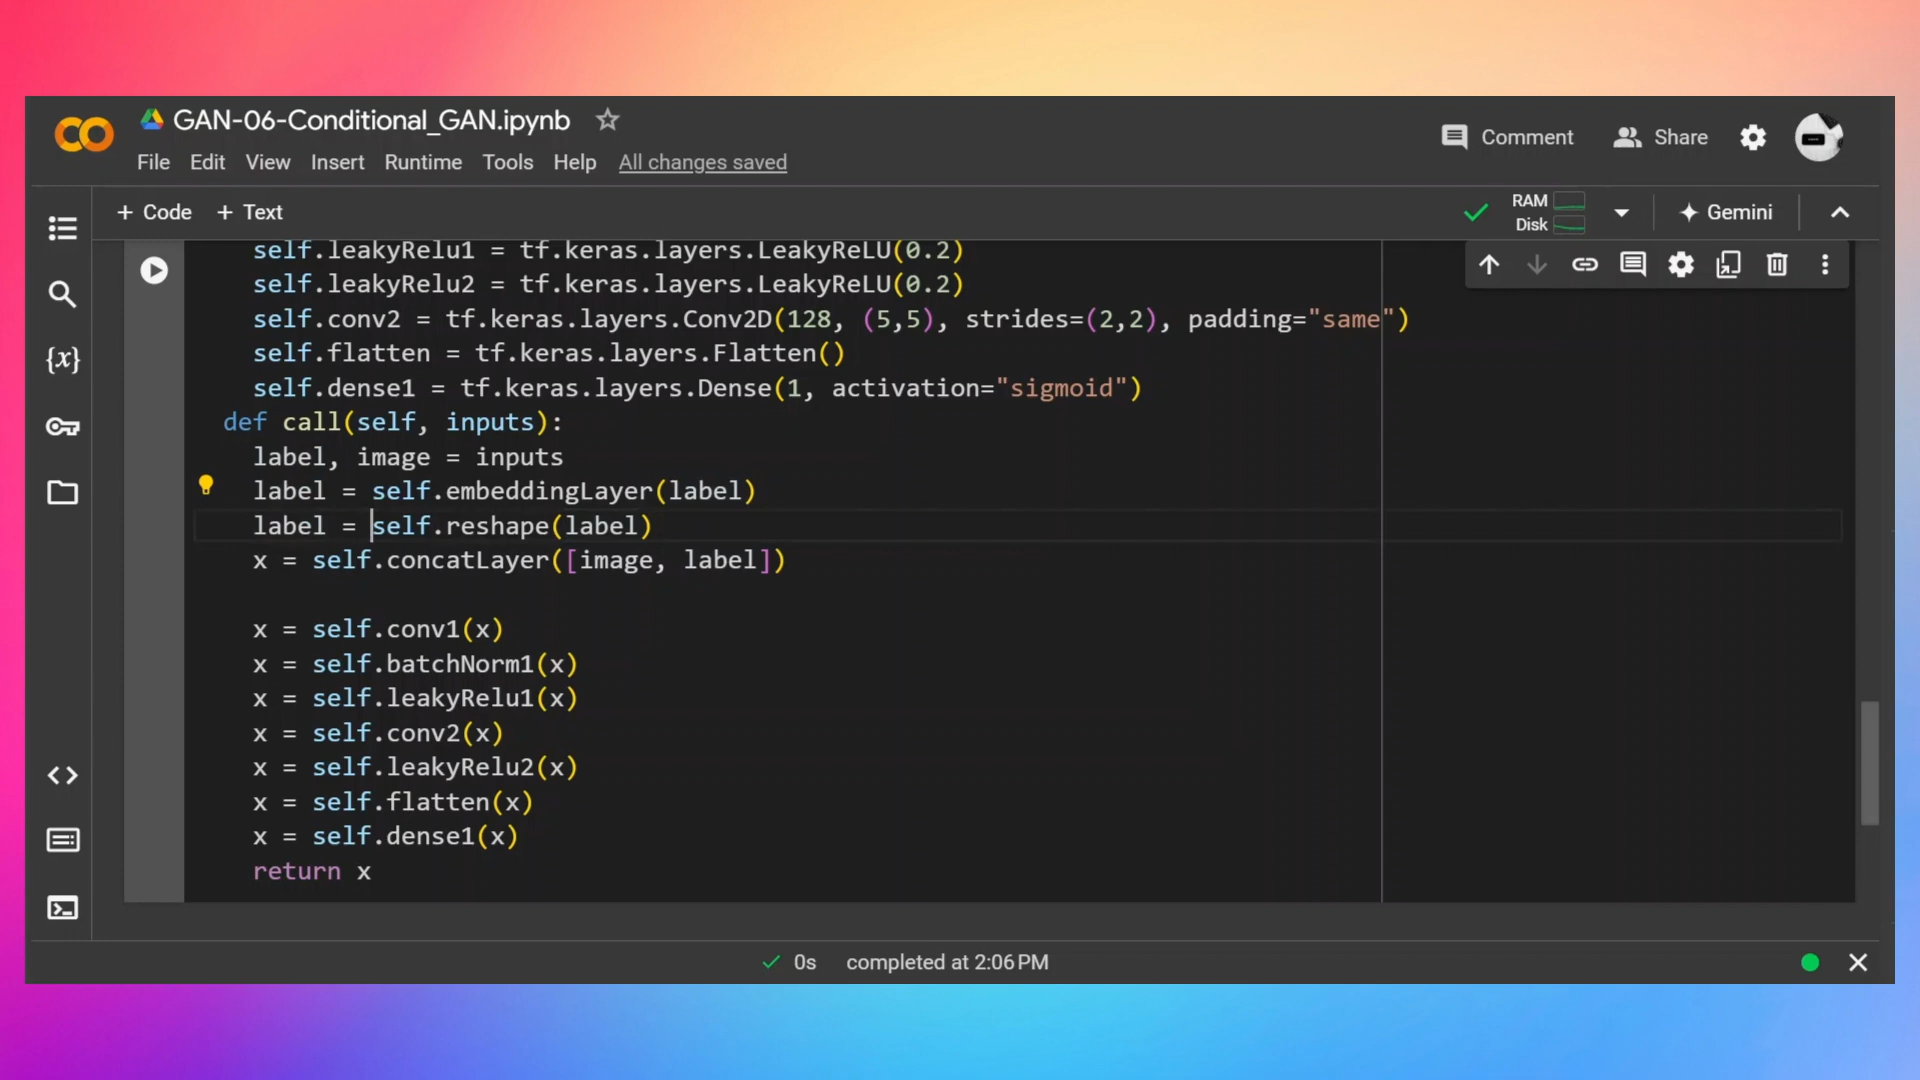 GAN-06-Conditional_GAN.ipynb
File Edit View Insert Runtime Tools Help All changes saved
Comment Share
+ Code + Text
RAM
Disk
Gemini
self.leakyRelu1 = tf.keras.layers.LeakyReLU(0.2)
self.leakyRelu2 = tf.keras.layers.LeakyReLU(0.2)
self.conv2 = tf.keras.layers.Conv2D(128, (5,5), strides=(2,2), padding="same")
self.flatten = tf.keras.layers.Flatten()
self.dense1 = tf.keras.layers.Dense(1, activation="sigmoid")
def call(self, inputs):
label, image = inputs
label = self.embeddingLayer(label)
label = self.reshape(label)
x = self.concatLayer([image, label])
x = self.conv1(x)
x = self.batchNorm1(x)
x = self.leakyRelu1(x)
x = self.conv2(x)
x = self.leakyRelu2(x)
x = self.flatten(x)
x = self.dense1(x)
return x
0s completed at 2:06 PM